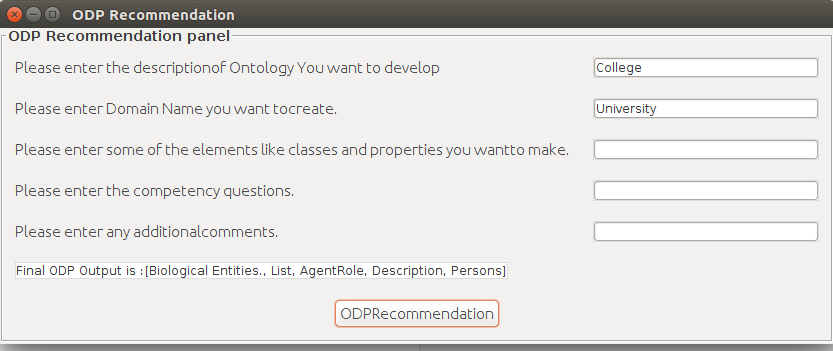 ODP Recommendation
ODP Recommendation panel
Please enter the descriptionof Ontology You want to develop
College
Please enter Domain Name you want tocreate.
University
Please enter some of the elements like classes and properties you wantto make.
Please enter the competency questions.
Please enter any additionalcomments.
Final ODP Output is :[Biological Entities., List, AgentRole, Description, Persons]
ODPRecommendation